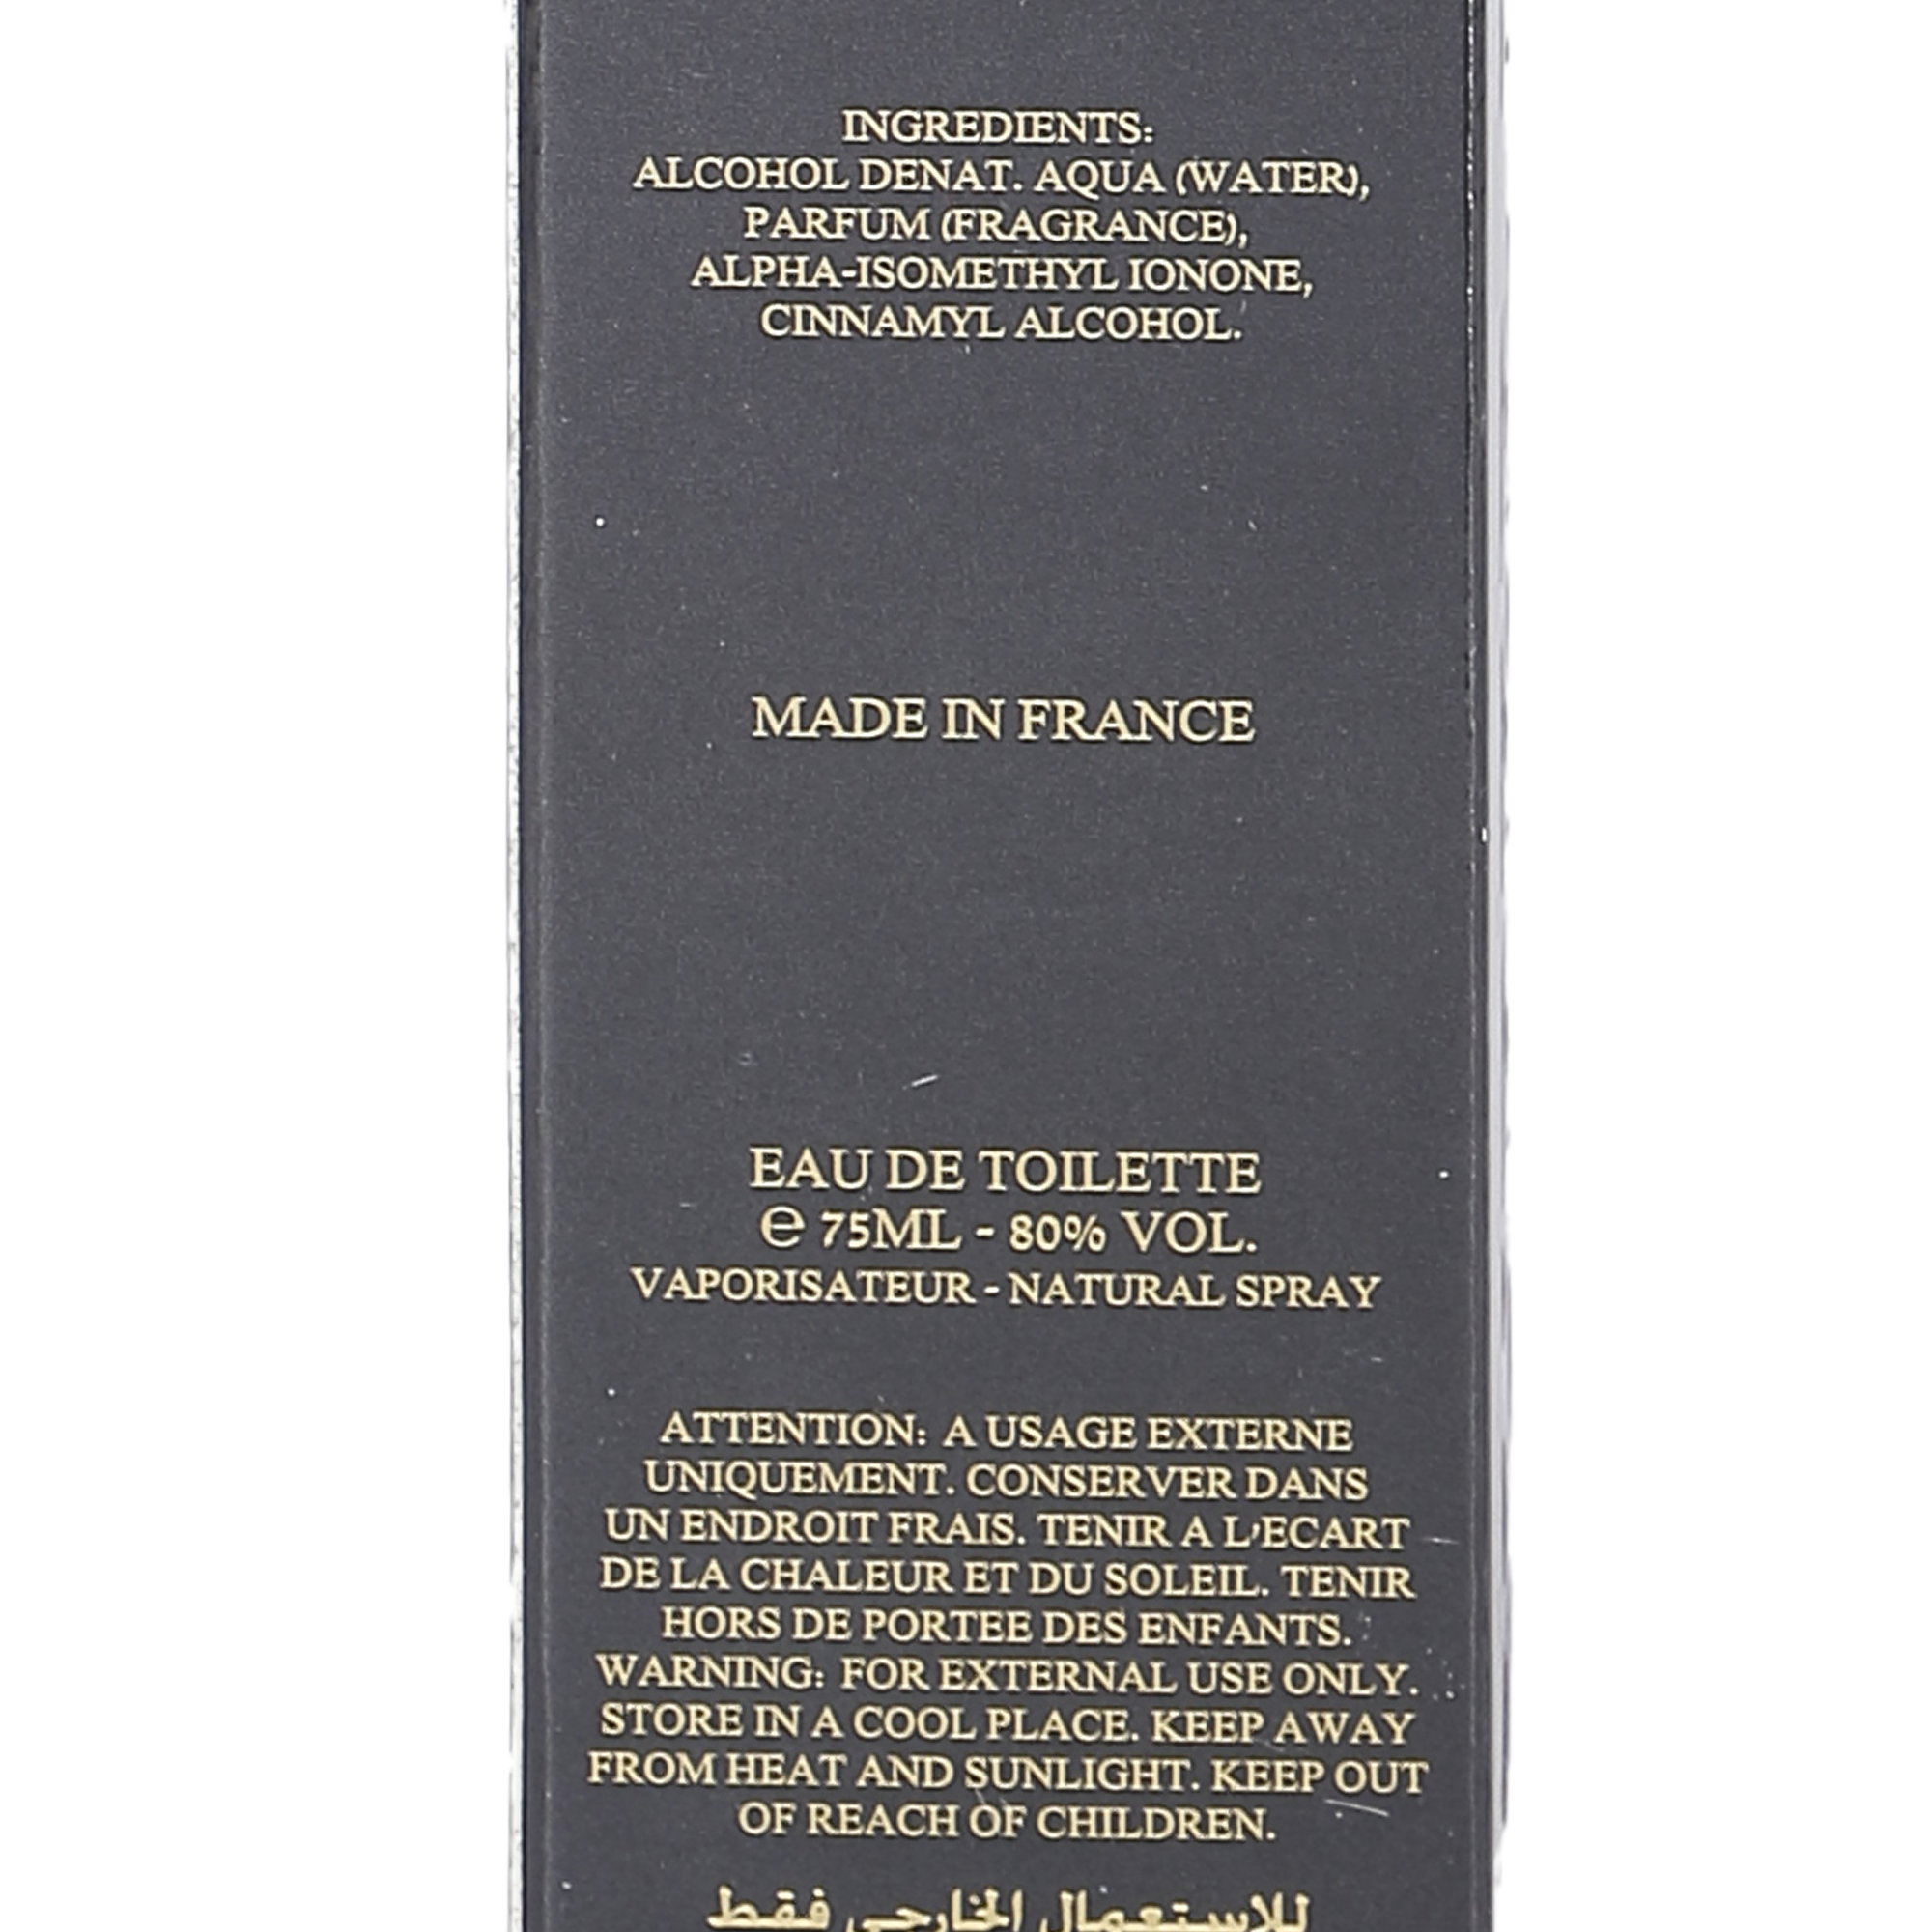 INGREDIENTS:
ALCOHOL DENAT. AQUA (WATER),
PARFUM (FRAGRANCE),
ALPHA-ISOMETHYL IONONE,
CINNAMYL ALCOHOL.
MADE IN FRANCE
EAU DE TOILETTE
℮ 75ML - 80% VOL.
VAPORISATEUR - NATURAL SPRAY
ATTENTION: A USAGE EXTERNE
UNIQUEMENT. CONSERVER DANS
UN ENDROIT FRAIS. TENIR A L'ECART
DE LA CHALEUR ET DU SOLEIL. TENIR
HORS DE PORTEE DES ENFANTS.
WARNING: FOR EXTERNAL USE ONLY.
STORE IN A COOL PLACE. KEEP AWAY
FROM HEAT AND SUNLIGHT. KEEP OUT
OF REACH OF CHILDREN.
للاستعمال الخارجي فقط